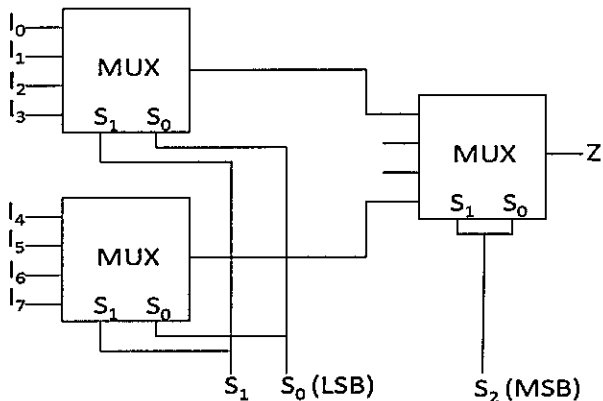 I₀
I₁
I₂
I₃
MUX
S₁ S₀
MUX
S₁ S₀
Z
I₄
I₅
I₆
I₇
MUX
S₁ S₀
S₁ S₀ (LSB) S₂ (MSB)